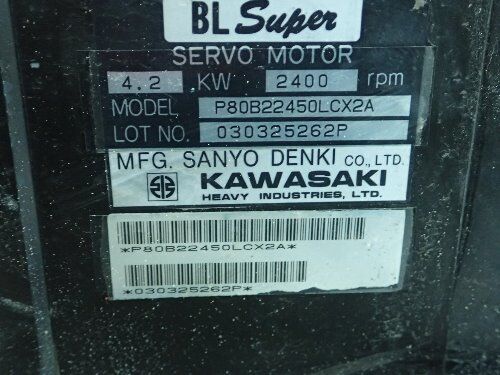 BL Super
SERVO MOTOR
4.2 KW 2400 rpm
MODEL P80B22450LCX2A
LOT NO. 030325262P
MFG. SANYO DENKI CO., LTD.
KAWASAKI
HEAVY INDUSTRIES, LTD.
*P80B22450LCX2A*
*030325262P*